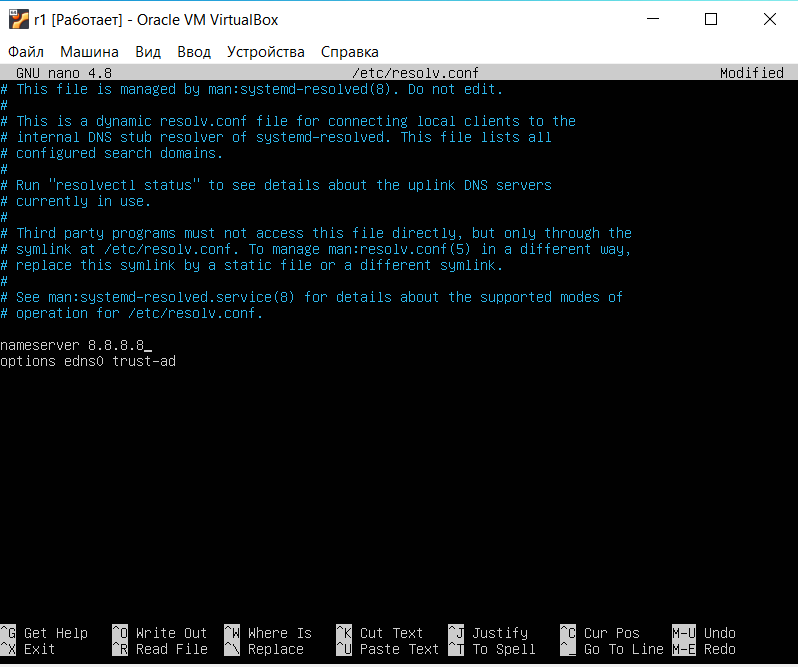 r1 [Работает] - Oracle VM VirtualBox
Файл Машина Вид Ввод Устройства Справка
GNU nano 4.8 /etc/resolv.conf Modified
# This file is managed by man:systemd-resolved(8). Do not edit.
#
# This is a dynamic resolv.conf file for connecting local clients to the
# internal DNS stub resolver of systemd-resolved. This file lists all
# configured search domains.
#
# Run "resolvectl status" to see details about the uplink DNS servers
# currently in use.
#
# Third party programs must not access this file directly, but only through the
# symlink at /etc/resolv.conf. To manage man:resolv.conf(5) in a different way,
# replace this symlink by a static file or a different symlink.
#
# See man:systemd-resolved.service(8) for details about the supported modes of
# operation for /etc/resolv.conf.
nameserver 8.8.8.8_
options edns0 trust-ad
^G Get Help ^O Write Out ^W Where Is ^K Cut Text ^J Justify ^C Cur Pos M-U Undo
^X Exit ^R Read File ^\ Replace ^U Paste Text ^T To Spell ^_ Go To Line M-E Redo